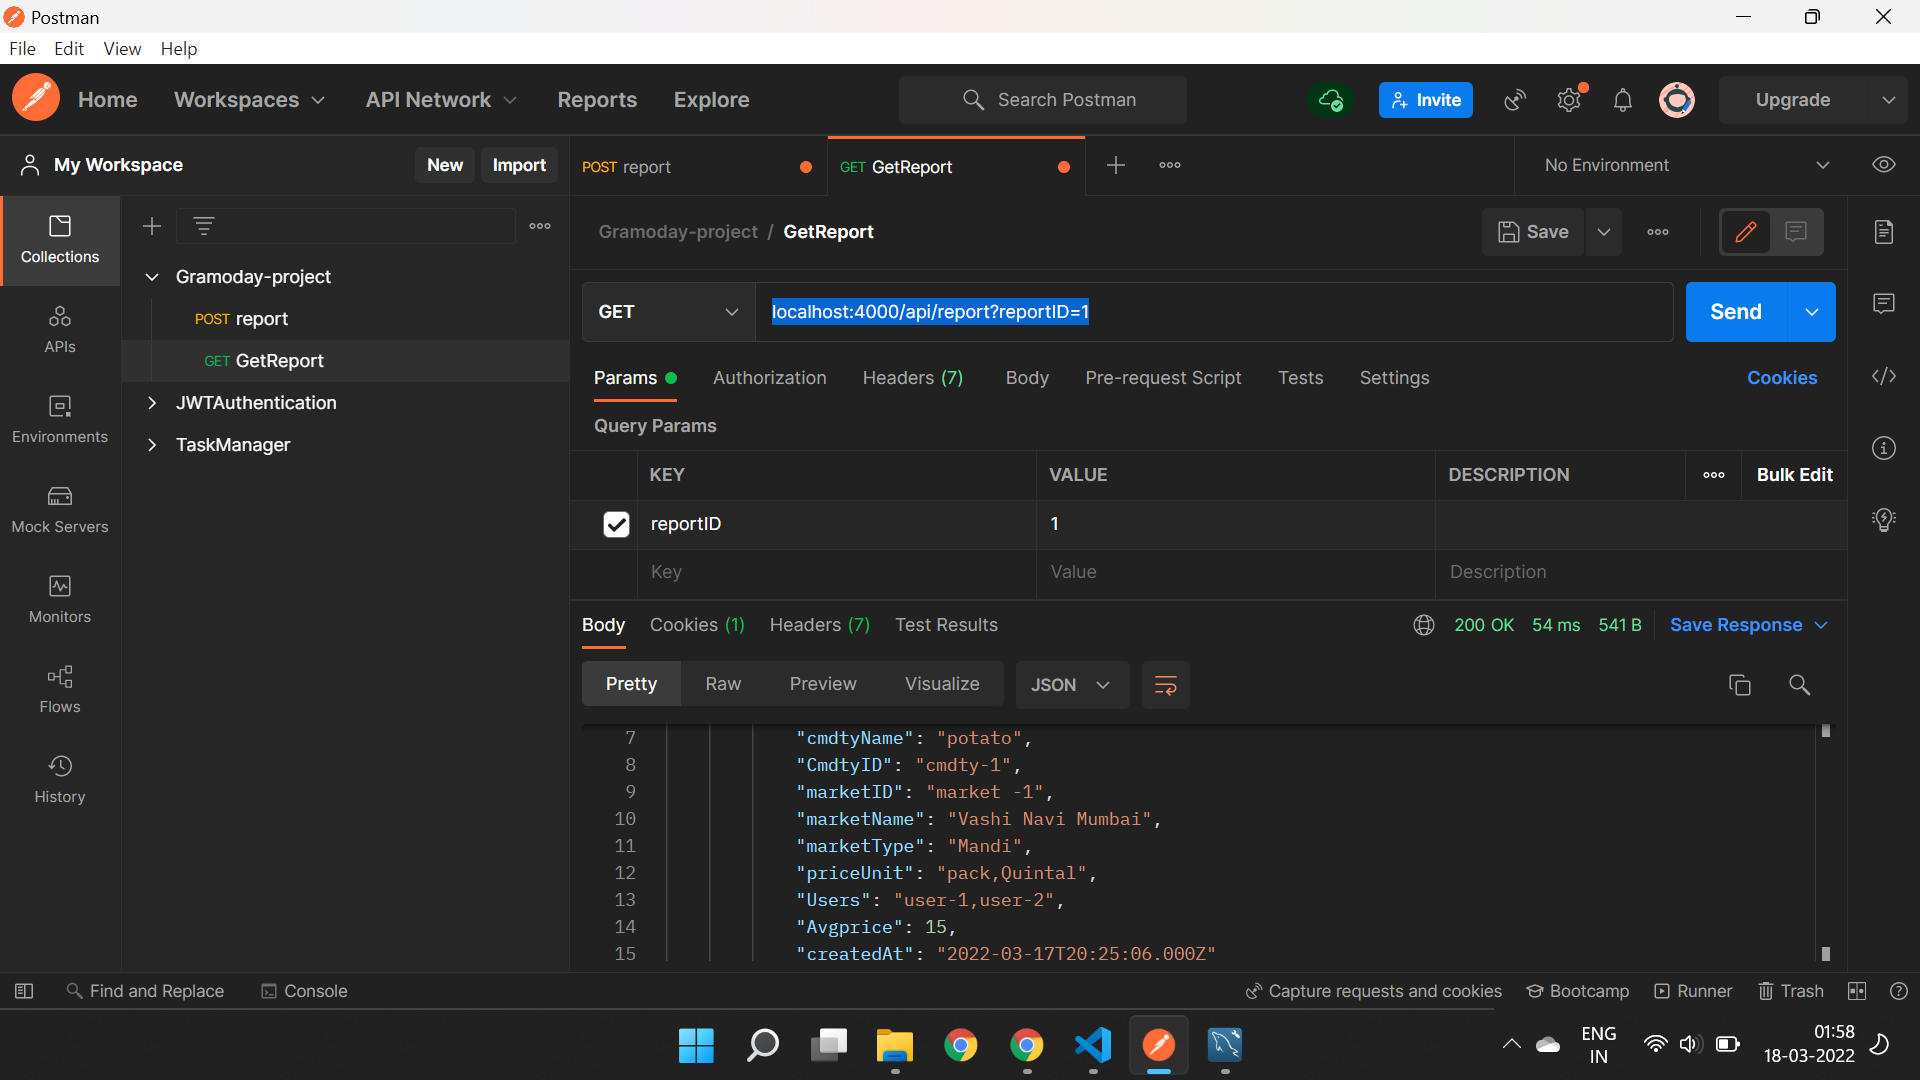 Postman
File Edit View Help
Home Workspaces API Network Reports Explore Search Postman Invite Upgrade
My Workspace New Import POST report GET GetReport No Environment
Gramoday-project / GetReport Save
Collections
Gramoday-project
POST report
GET GetReport
JWTAuthentication
TaskManager
APIs
Environments
Mock Servers
Monitors
Flows
History
GET localhost:4000/api/report?reportID=1 Send
Params Authorization Headers (7) Body Pre-request Script Tests Settings Cookies
Query Params
KEY VALUE DESCRIPTION Bulk Edit
reportID 1
Key Value Description
Body Cookies (1) Headers (7) Test Results 200 OK 54 ms 541 B Save Response
Pretty Raw Preview Visualize JSON
7 "cmdtyName": "potato",
8 "CmdtyID": "cmdty-1",
9 "marketID": "market -1",
10 "marketName": "Vashi Navi Mumbai",
11 "marketType": "Mandi",
12 "priceUnit": "pack,Quintal",
13 "Users": "user-1,user-2",
14 "Avgprice": 15,
15 "createdAt": "2022-03-17T20:25:06.000Z"
Find and Replace Console Capture requests and cookies Bootcamp Runner Trash
ENG
IN
01:58
18-03-2022